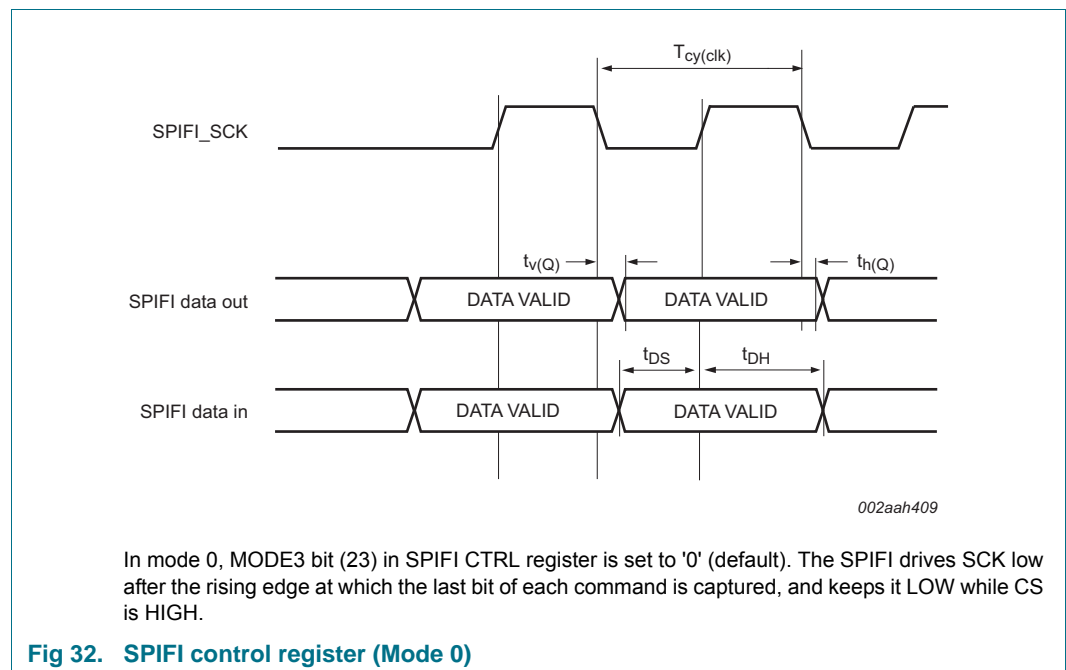 Tcy(clk)
SPIFI_SCK
tv(Q)
th(Q)
SPIFI data out
DATA VALID
DATA VALID
tDS
tDH
SPIFI data in
DATA VALID
DATA VALID
002aah409
In mode 0, MODE3 bit (23) in SPIFI CTRL register is set to '0' (default). The SPIFI drives SCK low
after the rising edge at which the last bit of each command is captured, and keeps it LOW while CS
is HIGH.
Fig 32. SPIFI control register (Mode 0)